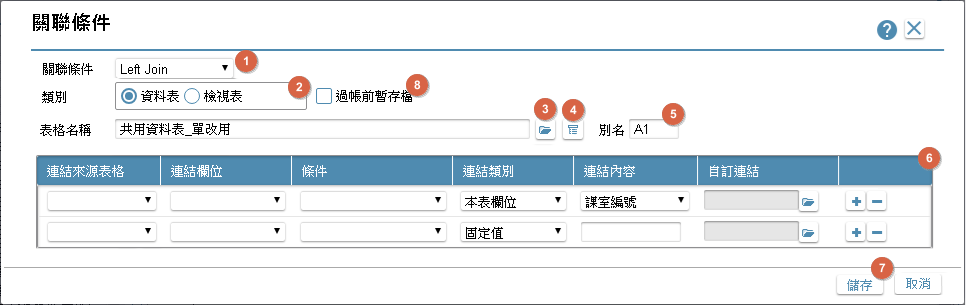 關聯條件
?
關聯條件 Left Join 1
類別 資料表 檢視表 2 過帳前暫存檔 8
表格名稱 共用資料表_單改用 3 4 別名 A1 5
連結來源表格 連結欄位 條件 連結類別 連結內容 自訂連結 6
本表欄位 課室編號 + −
固定值 + −
7
儲存 取消